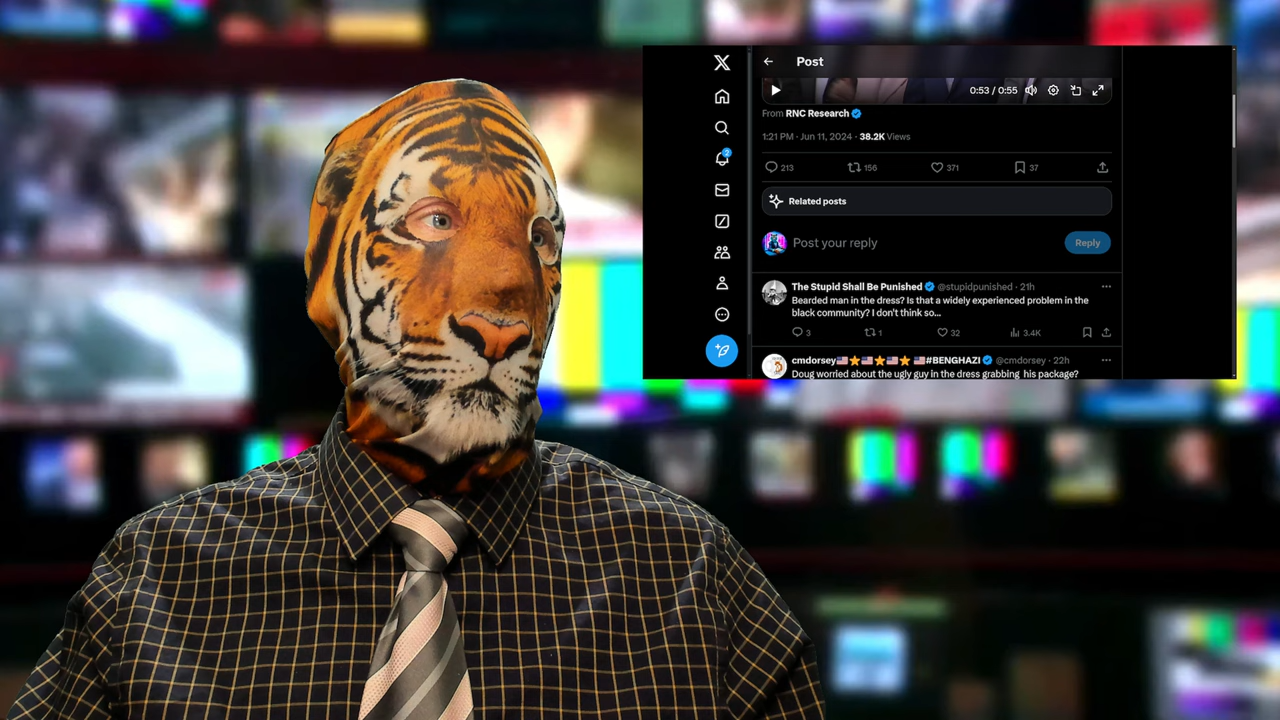 Post
0:53 / 0:55
From RNC Research
1:21 PM · Jun 11, 2024 · 38.2K Views
213 156 371 37
Related posts
Post your reply
Reply
2
The Stupid Shall Be Punished @stupidpunished · 21h
Bearded man in the dress? Is that a widely experienced problem in the
black community? I don't think so...
3 1 32 3.4K
cmdorsey🇺🇸⭐🇺🇸⭐🇺🇸⭐ 🇺🇸#BENGHAZI @cmdorsey · 22h
Doug worried about the ugly guy in the dress grabbing his package?